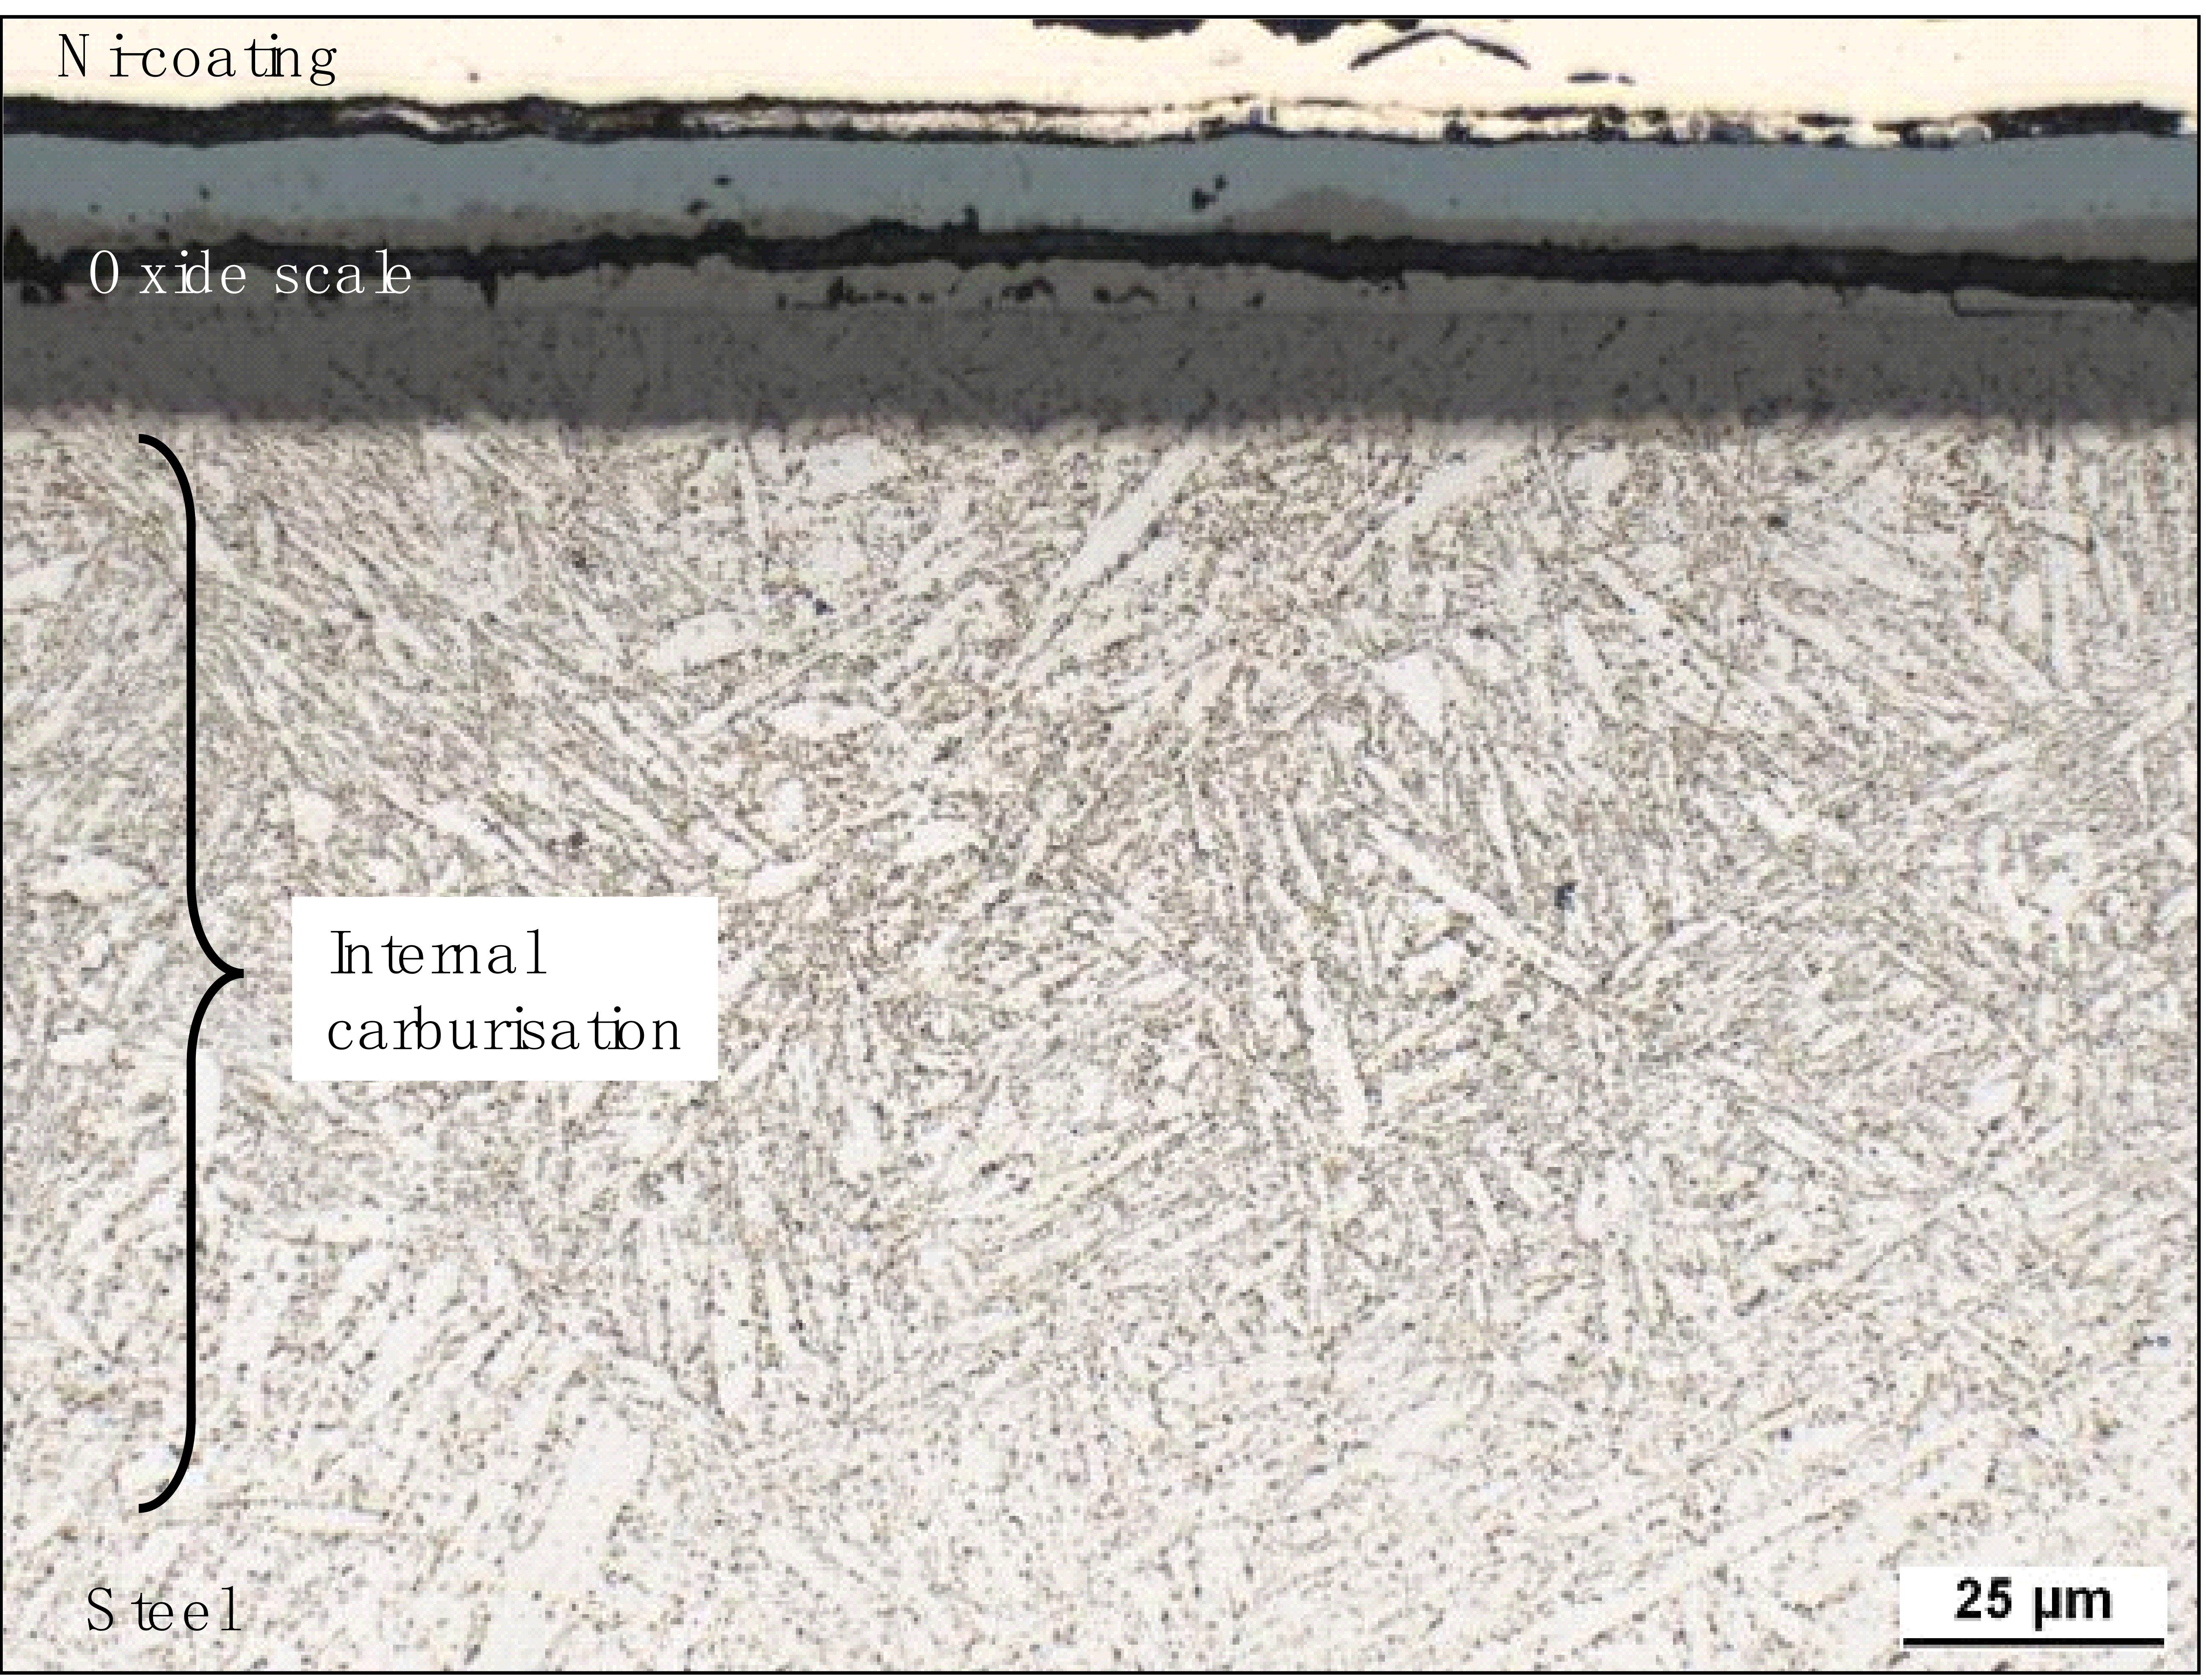 Ni-coating
Oxide scale
Internal
carburisation
Steel
25 µm